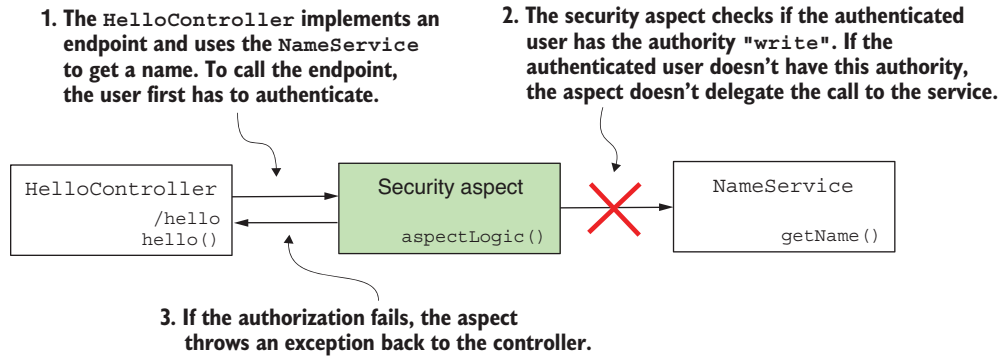 1. The HelloController implements an
endpoint and uses the NameService
to get a name. To call the endpoint,
the user first has to authenticate.
2. The security aspect checks if the authenticated
user has the authority "write". If the
authenticated user doesn't have this authority,
the aspect doesn't delegate the call to the service.
HelloController
/hello
hello()
Security aspect
aspectLogic()
NameService
getName()
3. If the authorization fails, the aspect
throws an exception back to the controller.